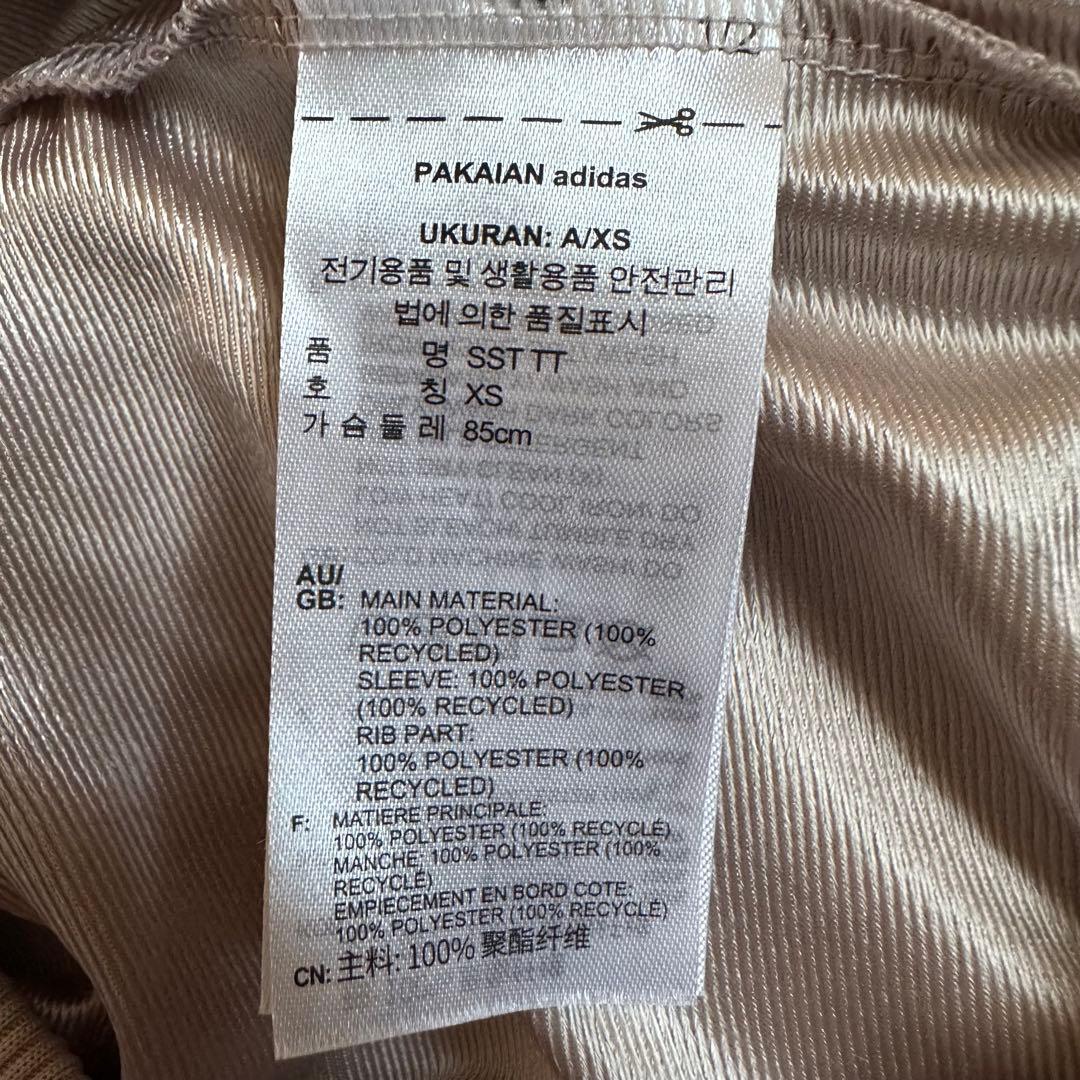 U2
PAKAIAN adidas
UKURAN: A/XS
전기용품 및 생활용품 안전관리
법에 의한 품질표시
품 명 SST TT
호 칭 XS
가 슴 둘 레 85cm
AU/
GB: MAIN MATERIAL:
100% POLYESTER (100%
RECYCLED)
SLEEVE: 100% POLYESTER
(100% RECYCLED)
RIB PART:
100% POLYESTER (100%
RECYCLED)
F: MATIERE PRINCIPALE:
100% POLYESTER (100% RECYCLÉ)
MANCHE: 100% POLYESTER (100%
RECYCLÉ)
EMPIECEMENT EN BORD COTE:
100% POLYESTER (100% RECYCLÉ)
CN: 主料: 100% 聚酯纤维